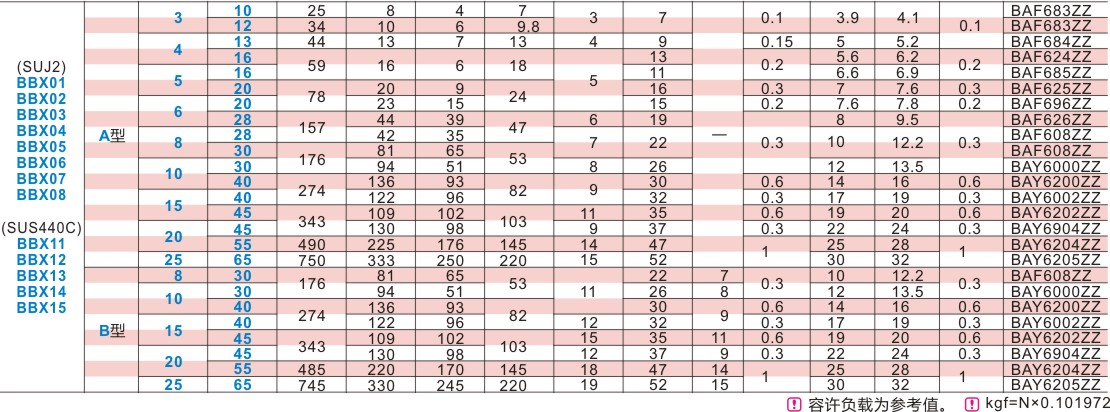 (SUJ2)
BBX01
BBX02
BBX03
BBX04
BBX05
BBX06
BBX07
BBX08
(SUS440C)
BBX11
BBX12
BBX13
BBX14
BBX15
A型
3 10 25 8 4 7 3 7 0.1 3.9 4.1 0.1 BAF683ZZ
12 34 10 6 9.8 BAF683ZZ
4 13 44 13 7 13 4 9 0.15 5 5.2 BAF684ZZ
16 59 16 6 18 5 13 0.2 5.6 6.2 0.2 BAF624ZZ
5 16 11 6.6 6.9 BAF685ZZ
20 78 20 9 24 16 0.3 7 7.6 0.3 BAF625ZZ
6 20 23 15 15 0.2 7.6 7.8 0.2 BAF696ZZ
28 157 44 39 47 6 19 — 0.3 8 9.5 0.3 BAF626ZZ
8 28 42 35 7 22 10 12.2 BAF608ZZ
30 176 81 65 53 BAF608ZZ
10 30 94 51 8 26 12 13.5 BAY6000ZZ
40 274 136 93 82 9 30 0.6 14 16 0.6 BAY6200ZZ
15 40 122 96 32 0.3 17 19 0.3 BAY6002ZZ
45 343 109 102 103 11 35 0.6 19 20 0.6 BAY6202ZZ
20 45 130 98 9 37 0.3 22 24 0.3 BAY6904ZZ
55 490 225 176 145 14 47 1 25 28 1 BAY6204ZZ
25 65 750 333 250 220 15 52 30 32 BAY6205ZZ
B型
8 30 176 81 65 53 11 22 7 0.3 10 12.2 0.3 BAF608ZZ
10 30 94 51 26 8 12 13.5 BAY6000ZZ
40 274 136 93 82 30 9 0.6 14 16 0.6 BAY6200ZZ
15 40 122 96 12 32 0.3 17 19 0.3 BAY6002ZZ
45 343 109 102 103 15 35 11 0.6 19 20 0.6 BAY6202ZZ
20 45 130 98 12 37 9 0.3 22 24 0.3 BAY6904ZZ
55 485 220 170 145 18 47 14 1 25 28 1 BAY6204ZZ
25 65 745 330 245 220 19 52 15 30 32 BAY6205ZZ
! 容许负载为参考值。 ! kgf=N×0.101972